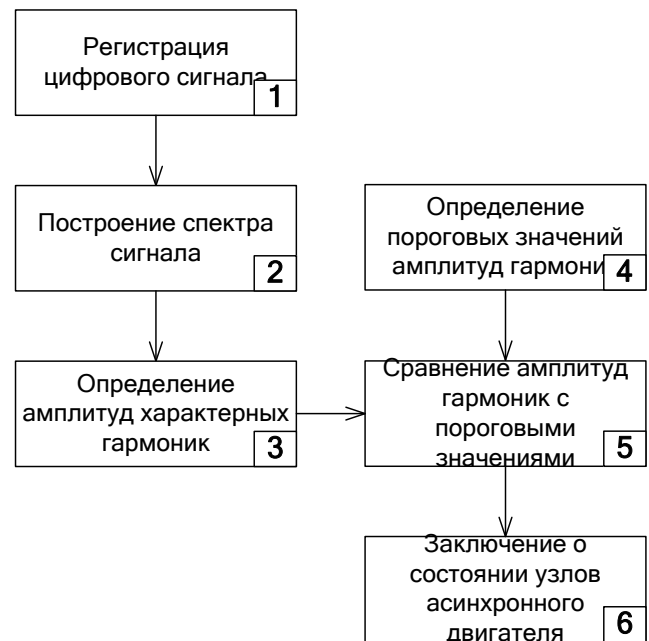 Регистрация
цифрового сигнала
1
Построение спектра
сигнала
2
Определение
амплитуд характерных
гармоник
3
Определение
пороговых значений
амплитуд гармони
4
Сравнение амплитуд
гармоник с
пороговыми
значениями
5
Заключение о
состоянии узлов
асинхронного
двигателя
6